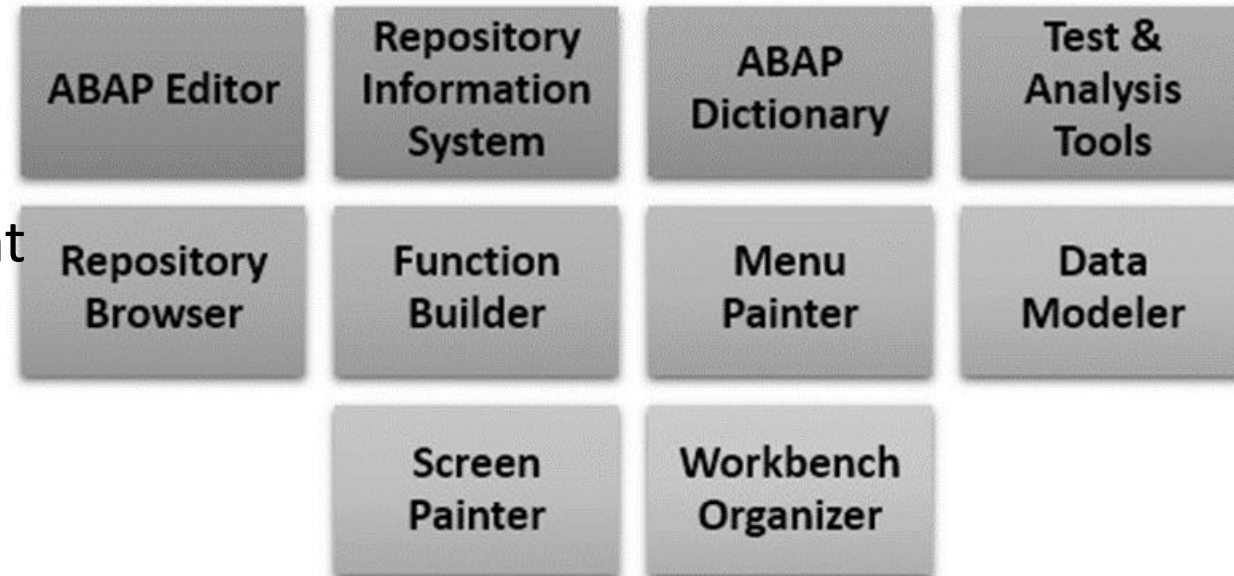 ABAP Editor
Repository
Information
System
ABAP
Dictionary
Test &
Analysis
Tools
t
Repository
Browser
Function
Builder
Menu
Painter
Data
Modeler
Screen
Painter
Workbench
Organizer